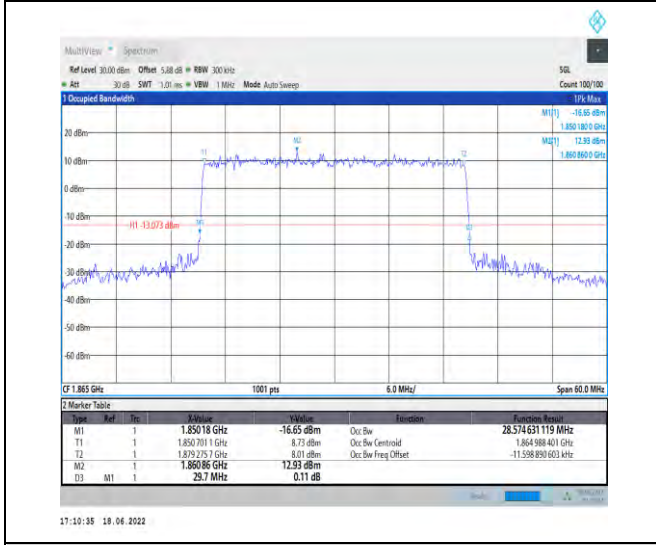 MultiView Spectrum
Ref Level 30.00 dBm Offset 5.88 dB RBW 300 kHz SGL
Att 30 dB SWT 1.01 ms VBW 1 MHz Mode Auto Sweep Count 100/100
1 Occupied Bandwidth 1Pk Max
M1[1] -16.65 dBm
1.850 180 0 GHz
M2[1] 12.93 dBm
1.860 860 0 GHz
20 dBm
M2
T1 T2
10 dBm
0 dBm
-10 dBm
H1 -13.073 dBm
-20 dBm
-30 dBm
-40 dBm
-50 dBm
-60 dBm
CF 1.865 GHz 1001 pts 6.0 MHz/ Span 60.0 MHz
2 Marker Table
Type Ref Trc X-Value Y-Value Function Function Result
M1 1 1.85018 GHz -16.65 dBm Occ Bw 28.574 631 119 MHz
T1 1 1.850 701 1 GHz 8.73 dBm Occ Bw Centroid 1.864 988 401 GHz
T2 1 1.879 275 7 GHz 8.01 dBm Occ Bw Freq Offset -11.598 890 603 kHz
M2 1 1.86086 GHz 12.93 dBm
D3 M1 1 29.7 MHz 0.11 dB
17:10:35 18.06.2022